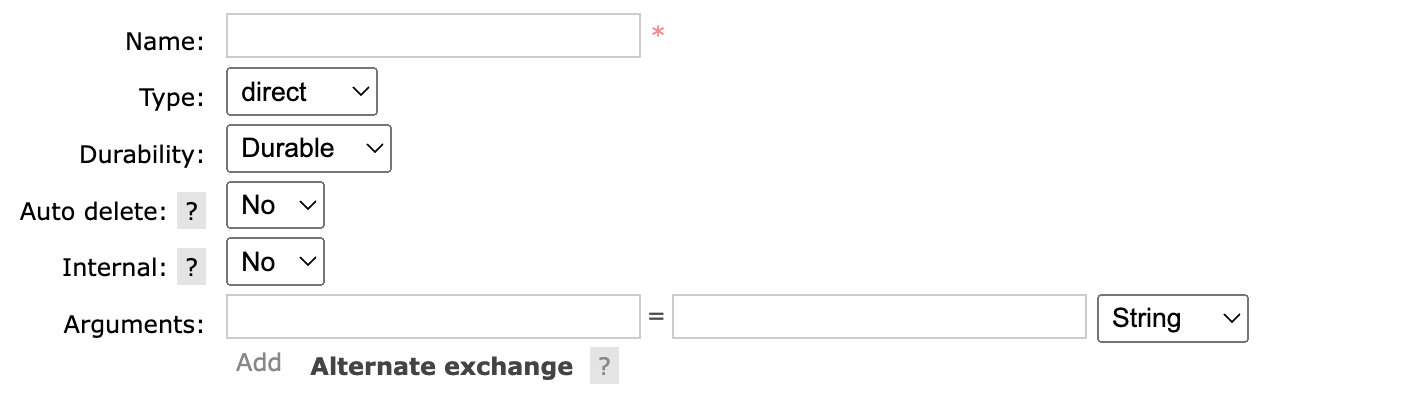 Name: *
Type: direct
Durability: Durable
Auto delete: ? No
Internal: ? No
Arguments: = String
Add Alternate exchange ?